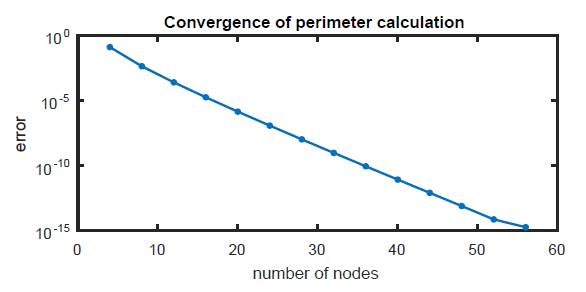 Convergence of perimeter calculation
10^0
10^-5
10^-10
10^-15
error
0 10 20 30 40 50 60
number of nodes